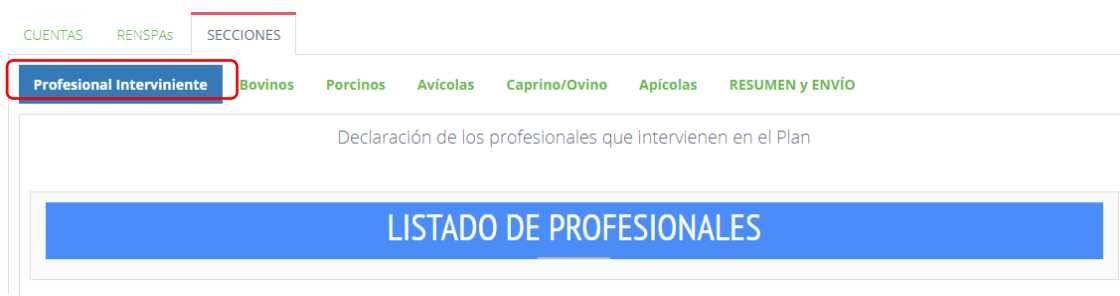 CUENTAS RENSPAs SECCIONES
Profesional Interviniente Bovinos Porcinos Avícolas Caprino/Ovino Apícolas RESUMEN y ENVÍO
Declaración de los profesionales que intervienen en el Plan
LISTADO DE PROFESIONALES